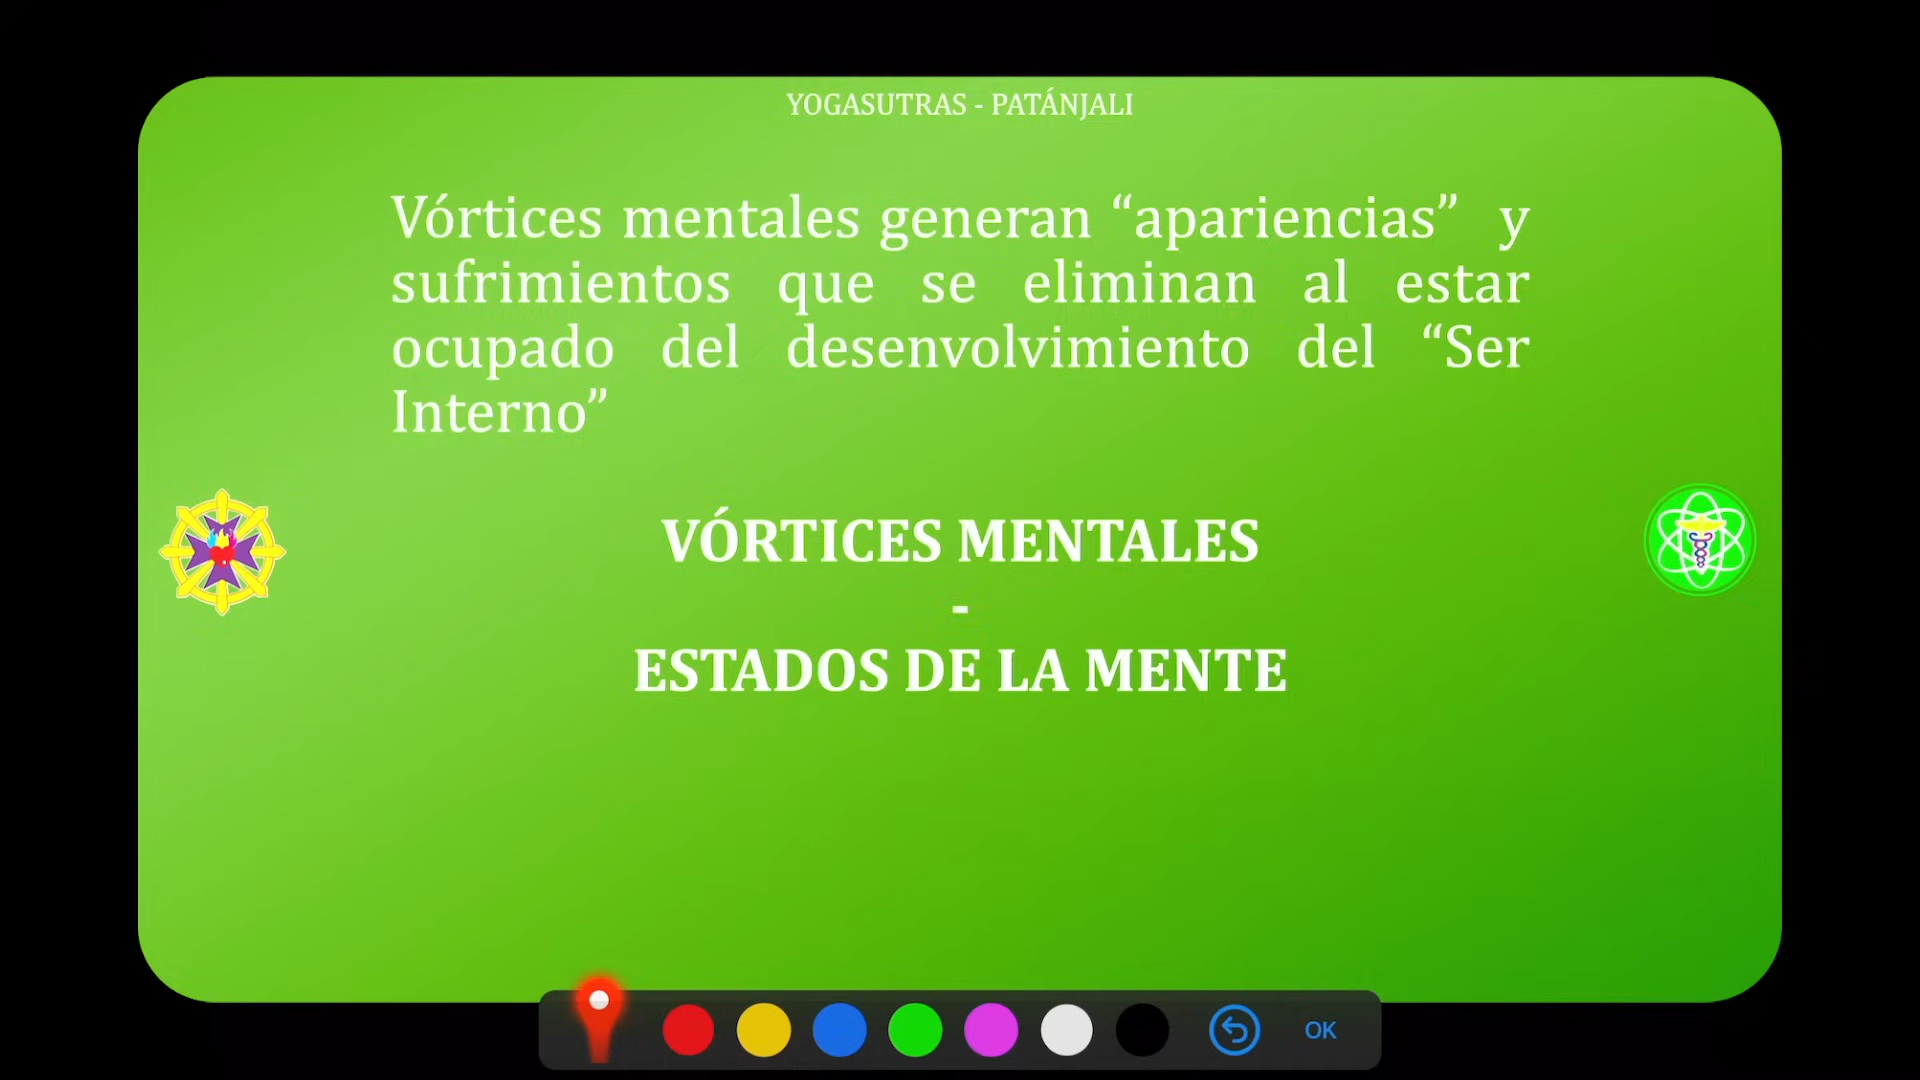 YOGASUTRAS - PATÁNJALI
Vórtices mentales generan “apariencias” y
sufrimientos que se eliminan al estar
ocupado del desenvolvimiento del “Ser
Interno”
VÓRTICES MENTALES
-
ESTADOS DE LA MENTE
OK